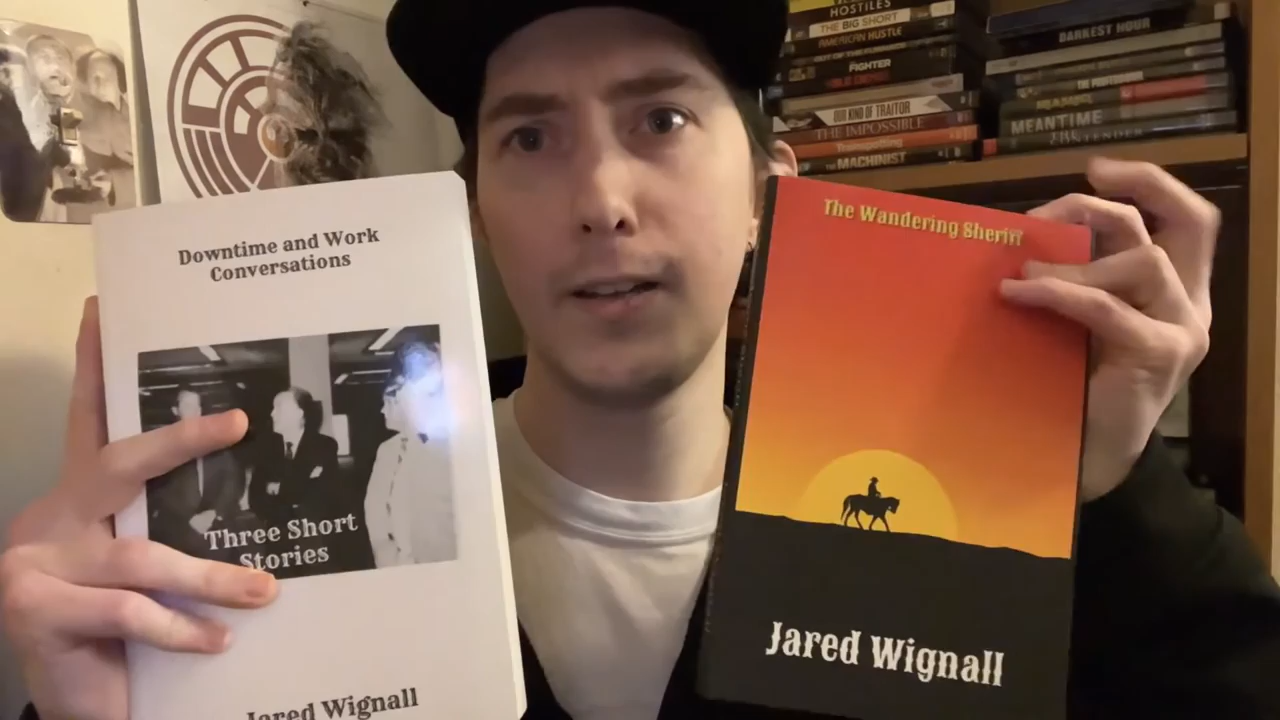 Downtime and Work
Conversations
Three Short
Stories
Jared Wignall
The Wandering Sheriff
Jared Wignall
HOSTILES
THE BIG SHORT
AMERICAN HUSTLE
FIGHTER
OUR KIND OF TRAITOR
THE IMPOSSIBLE
Trainspotting
THE MACHINIST
DARKEST HOUR
MEANTIME